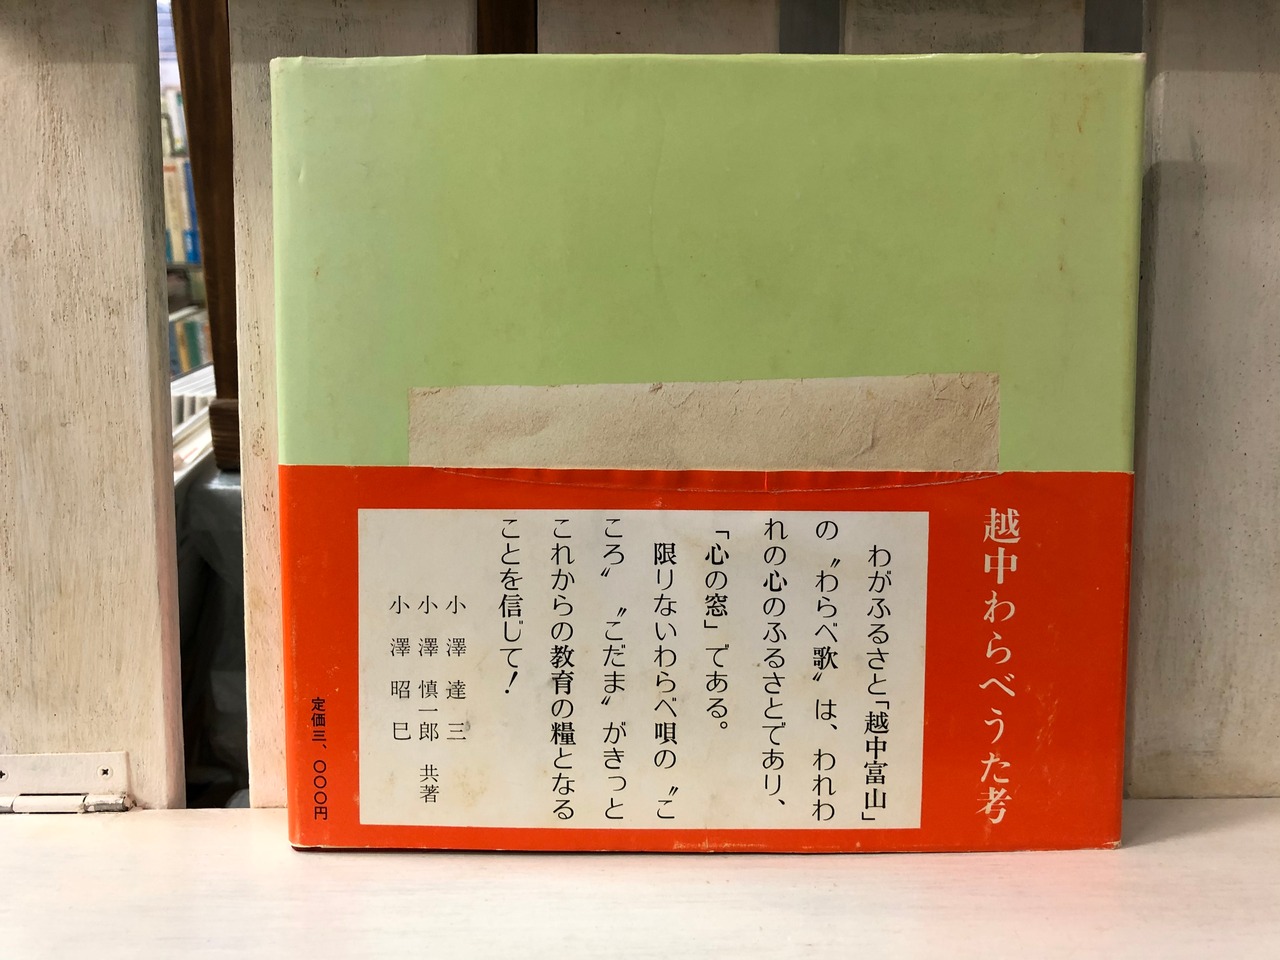 越中わらべうた考
わがふるさと「越中富山」
の〝わらべ歌〟は、われわ
れの心のふるさとであり、
「心の窓」である。
限りないわらべ唄の〝こ
ころ〟〝こだま〟がきっと
これからの教育の糧となる
ことを信じて！
小澤達三
小澤慎一郎 共著
小澤昭巳
定価三、〇〇〇円